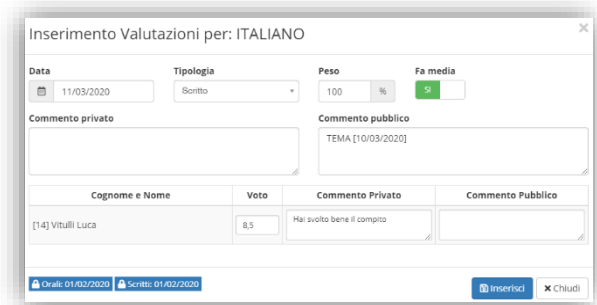 Inserimento Valutazioni per: ITALIANO ×
Data Tipologia Peso Fa media
11/03/2020 Scritto 100 % SI
Commento privato Commento pubblico
TEMA [10/03/2020]
Cognome e Nome Voto Commento Privato Commento Pubblico
[14] Vitulli Luca 8,5 Hai svolto bene il compito
Orali: 01/02/2020 Scritti: 01/02/2020 Inserisci × Chiudi